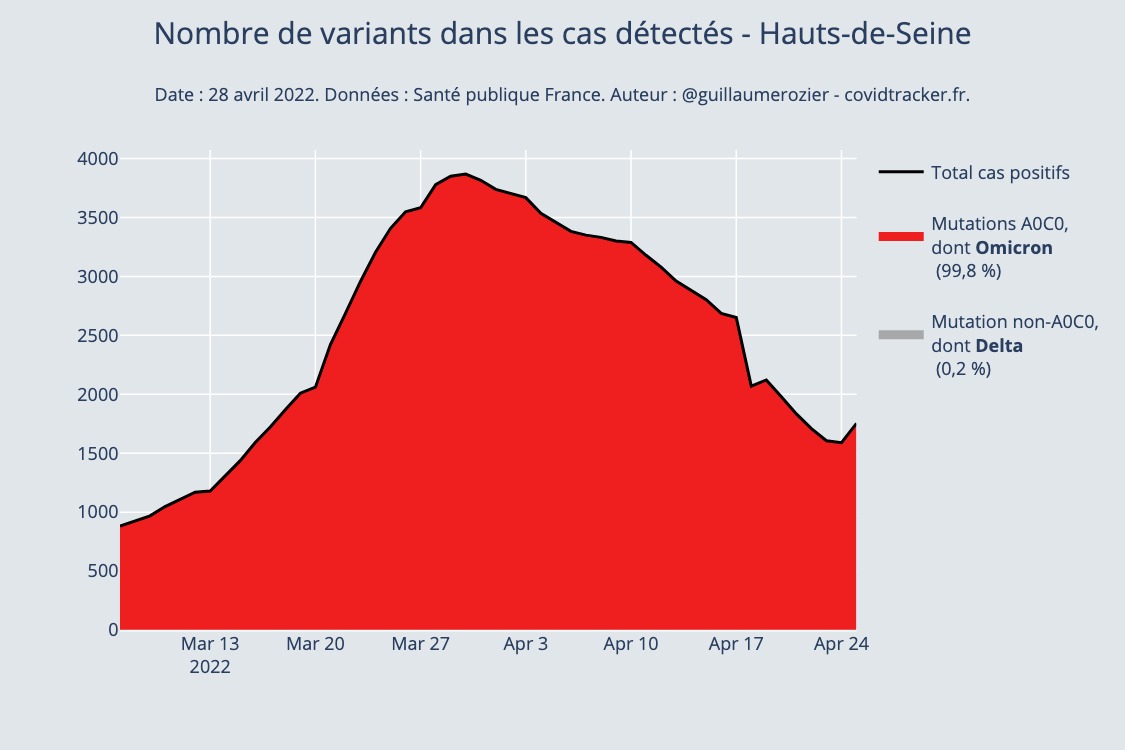 Nombre de variants dans les cas détectés - Hauts-de-Seine
Date : 28 avril 2022. Données : Santé publique France. Auteur : @guillaumerozier - covidtracker.fr.
4000
3500
3000
2500
2000
1500
1000
500
0
Mar 13
2022
Mar 20
Mar 27
Apr 3
Apr 10
Apr 17
Apr 24
Total cas positifs
Mutations A0C0,
dont Omicron
(99,8 %)
Mutation non-A0C0,
dont Delta
(0,2 %)